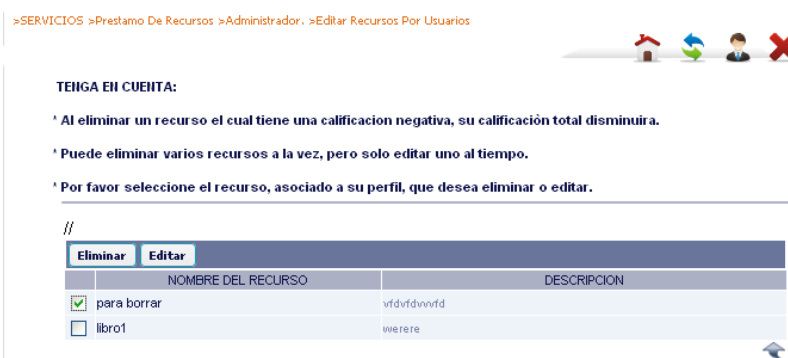 >SERVICIOS >Prestamo De Recursos >Administrador. >Editar Recursos Por Usuarios
TENGA EN CUENTA:
* Al eliminar un recurso el cual tiene una calificacion negativa, su calificaciòn total disminuira.
* Puede eliminar varios recursos a la vez, pero solo editar uno al tiempo.
* Por favor seleccione el recurso, asociado a su perfil, que desea eliminar o editar.
//
Eliminar Editar
NOMBRE DEL RECURSO DESCRIPCION
para borrar vfdvfdvvvfd
libro1 werere